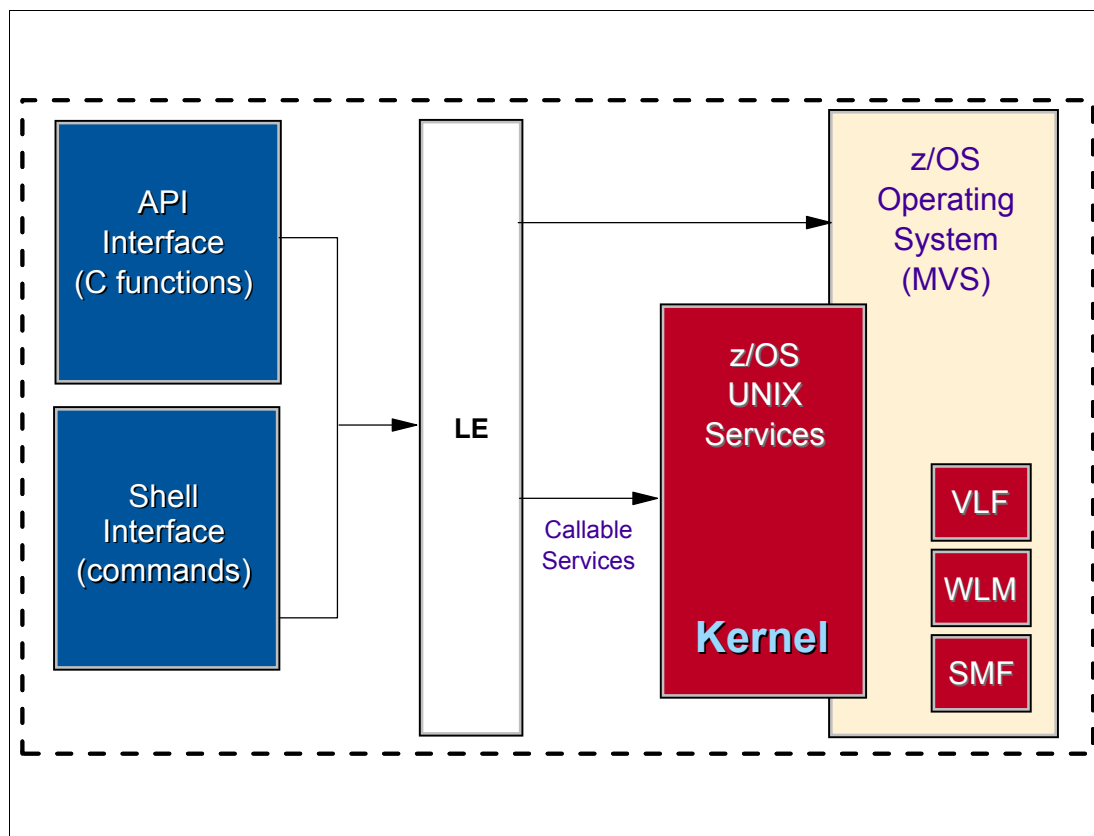 API
Interface
(C functions)
Shell
Interface
(commands)
LE
Callable
Services
z/OS
UNIX
Services
Kernel
z/OS
Operating
System
(MVS)
VLF
WLM
SMF